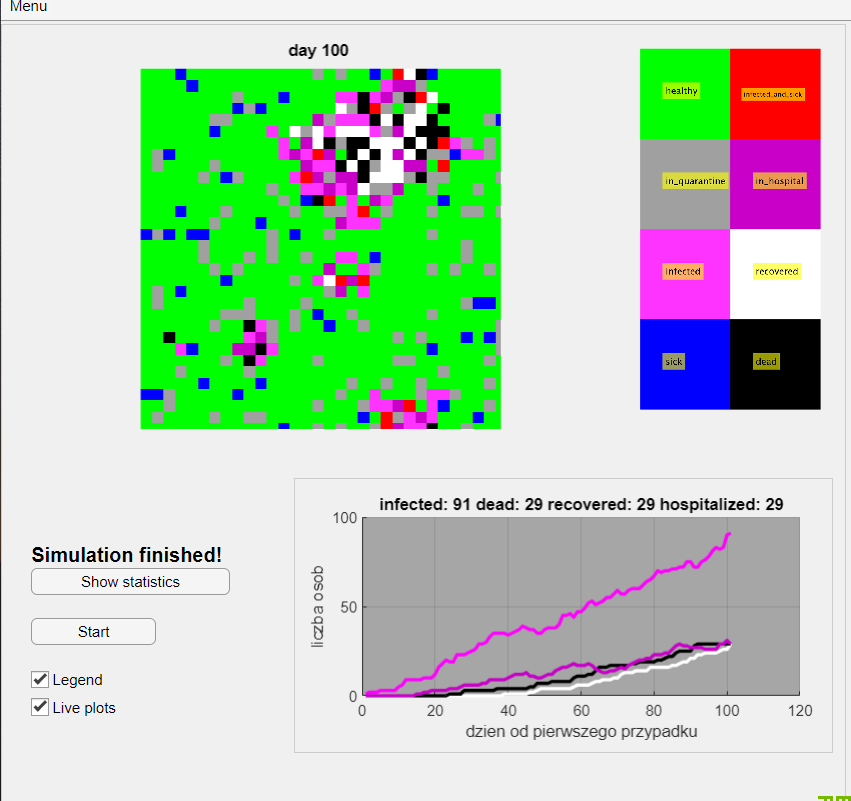 Menu
day 100
healthy
infected_and_sick
in_quarantine
in_hospital
infected
recovered
sick
dead
infected: 91 dead: 29 recovered: 29 hospitalized: 29
100
50
0
liczba osob
0 20 40 60 80 100 120
dzien od pierwszego przypadku
Simulation finished!
Show statistics
Start
Legend
Live plots